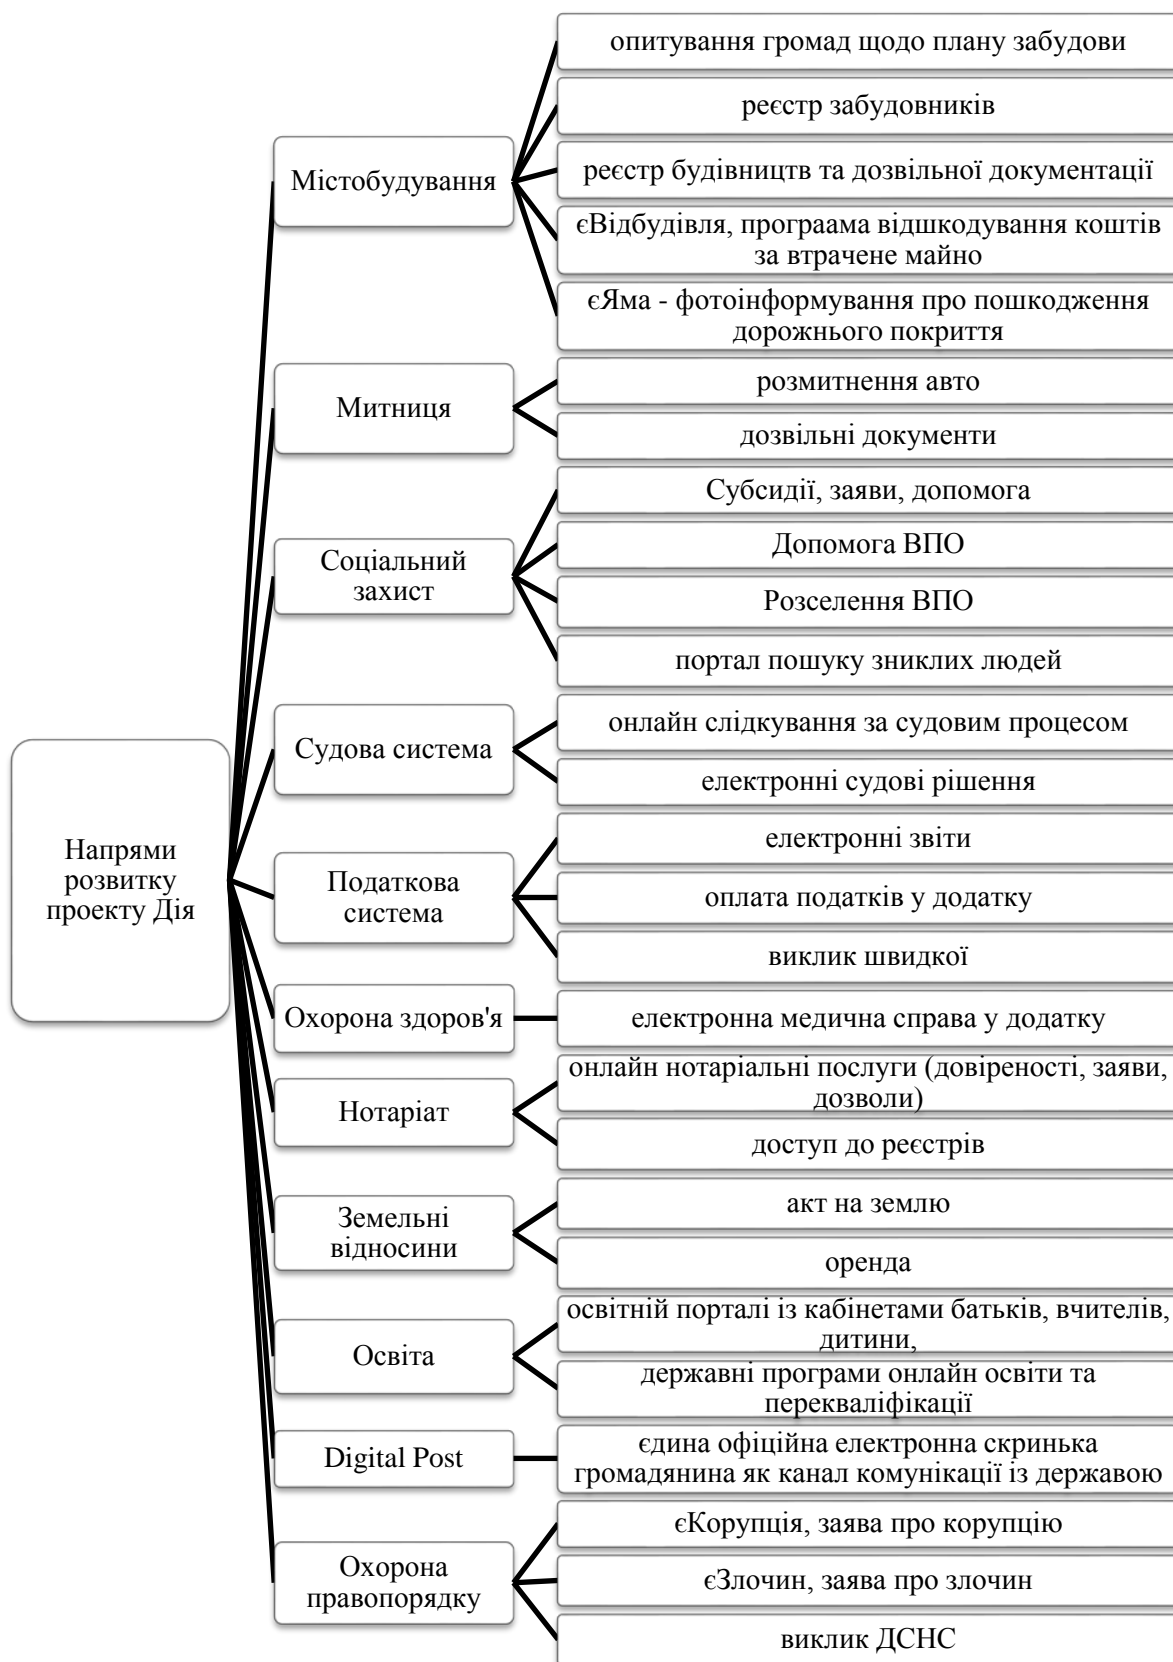 Напрями
розвитку
проекту Дія
Містобудування
опитування громад щодо плану забудови
реєстр забудовників
реєстр будівництв та дозвільної документації
єВідбудівля, програама відшкодування коштів
за втрачене майно
єЯма - фотоінформування про пошкодження
дорожнього покриття
Митниця
розмитнення авто
дозвільні документи
Соціальний
захист
Субсидії, заяви, допомога
Допомога ВПО
Розселення ВПО
портал пошуку зниклих людей
Судова система
онлайн слідкування за судовим процесом
електронні судові рішення
Податкова
система
електронні звіти
оплата податків у додатку
виклик швидкої
Охорона здоров'я
електронна медична справа у додатку
Нотаріат
онлайн нотаріальні послуги (довіреності, заяви,
дозволи)
доступ до реєстрів
Земельні
відносини
акт на землю
оренда
Освіта
освітній порталі із кабінетами батьків, вчителів,
дитини,
державні програми онлайн освіти та
перекваліфікації
Digital Post
єдина офіційна електронна скринька
громадянина як канал комунікації із державою
Охорона
правопорядку
єКорупція, заява про корупцію
єЗлочин, заява про злочин
виклик ДСНС